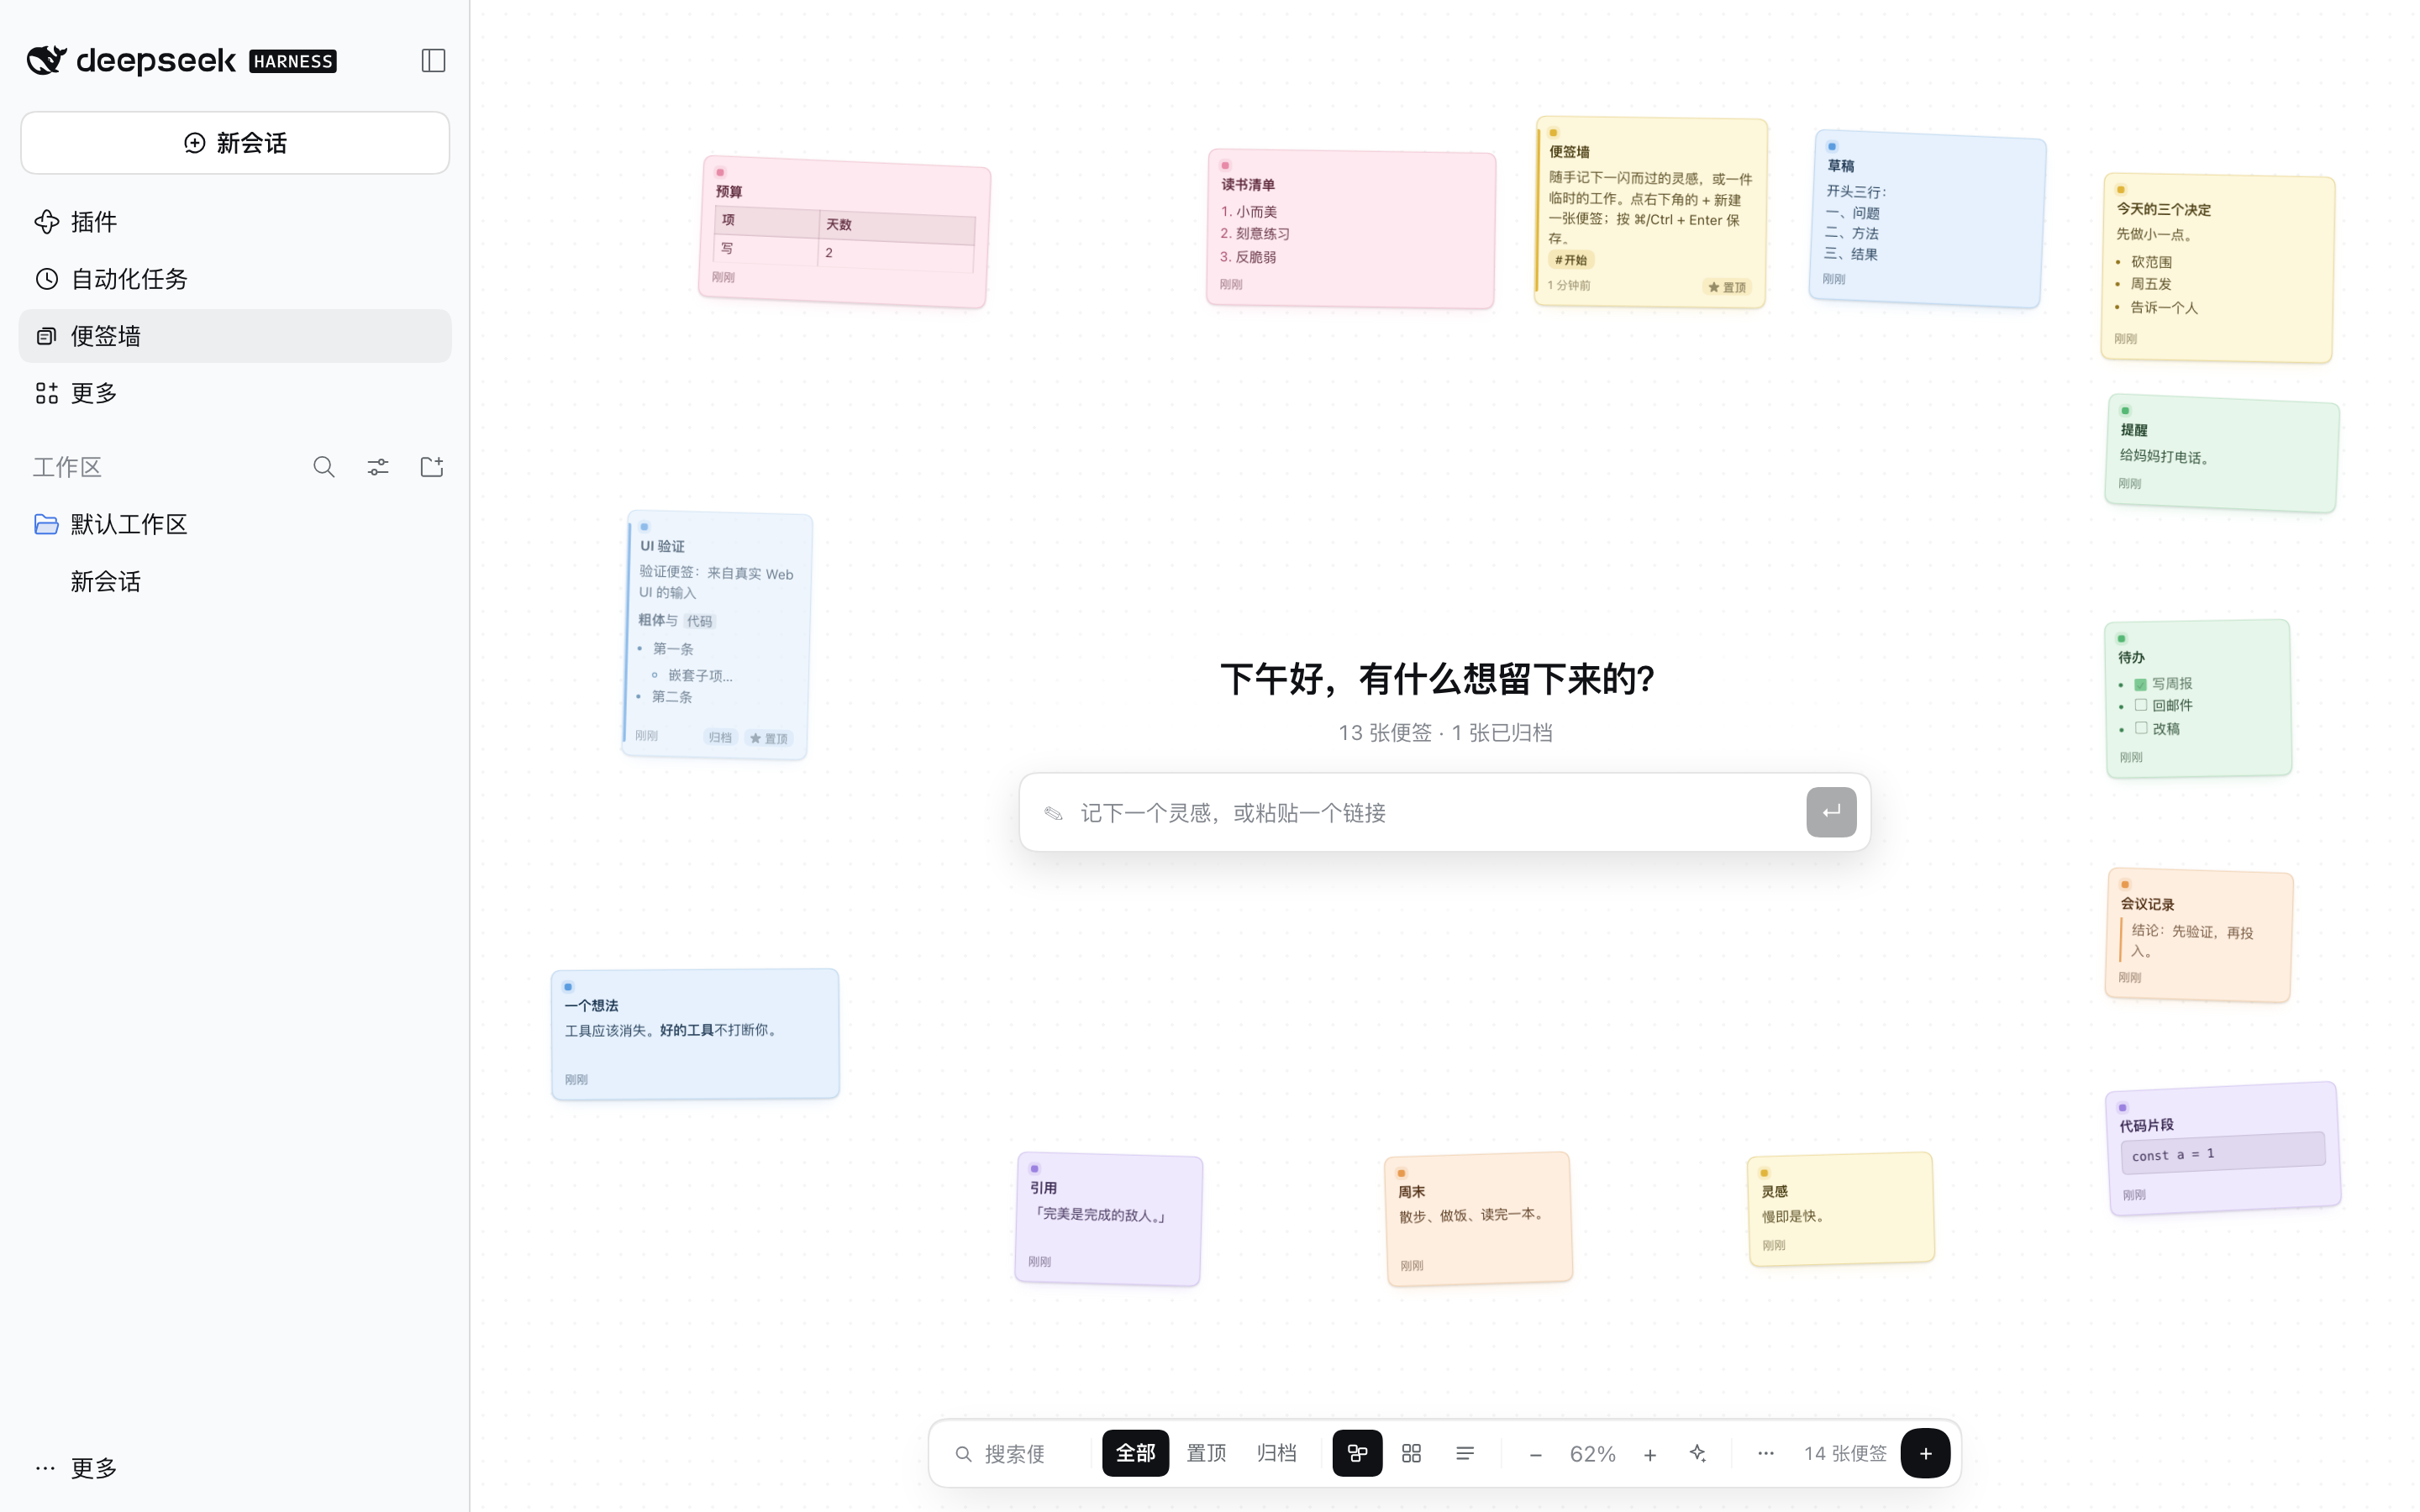 deepseek HARNESS
新会话
插件
自动化任务
便签墙
更多
工作区
默认工作区
新会话
更多
预算
项 天数
写 2
刚刚
读书清单
1. 小而美
2. 刻意练习
3. 反脆弱
刚刚
便签墙
随手记下一闪而过的灵感，或一件
临时的工作。点右下角的 + 新建
一张便签；按 ⌘/Ctrl + Enter 保
存。
#开始
1 分钟前 ★ 置顶
草稿
开头三行：
一、问题
二、方法
三、结果
刚刚
今天的三个决定
先做小一点。
• 砍范围
• 周五发
• 告诉一个人
刚刚
提醒
给妈妈打电话。
刚刚
UI 验证
验证便签：来自真实 Web
UI 的输入
粗体与 代码
• 第一条
◦ 嵌套子项...
• 第二条
刚刚 归档 ★ 置顶
下午好，有什么想留下来的?
13 张便签 · 1 张已归档
记下一个灵感，或粘贴一个链接
待办
• 写周报
• 回邮件
• 改稿
刚刚
会议记录
结论：先验证，再投
入。
刚刚
一个想法
工具应该消失。好的工具不打断你。
刚刚
引用
「完美是完成的敌人。」
刚刚
周末
散步、做饭、读完一本。
刚刚
灵感
慢即是快。
刚刚
代码片段
const a = 1
刚刚
搜索便 全部 置顶 归档 − 62% + ··· 14 张便签 +